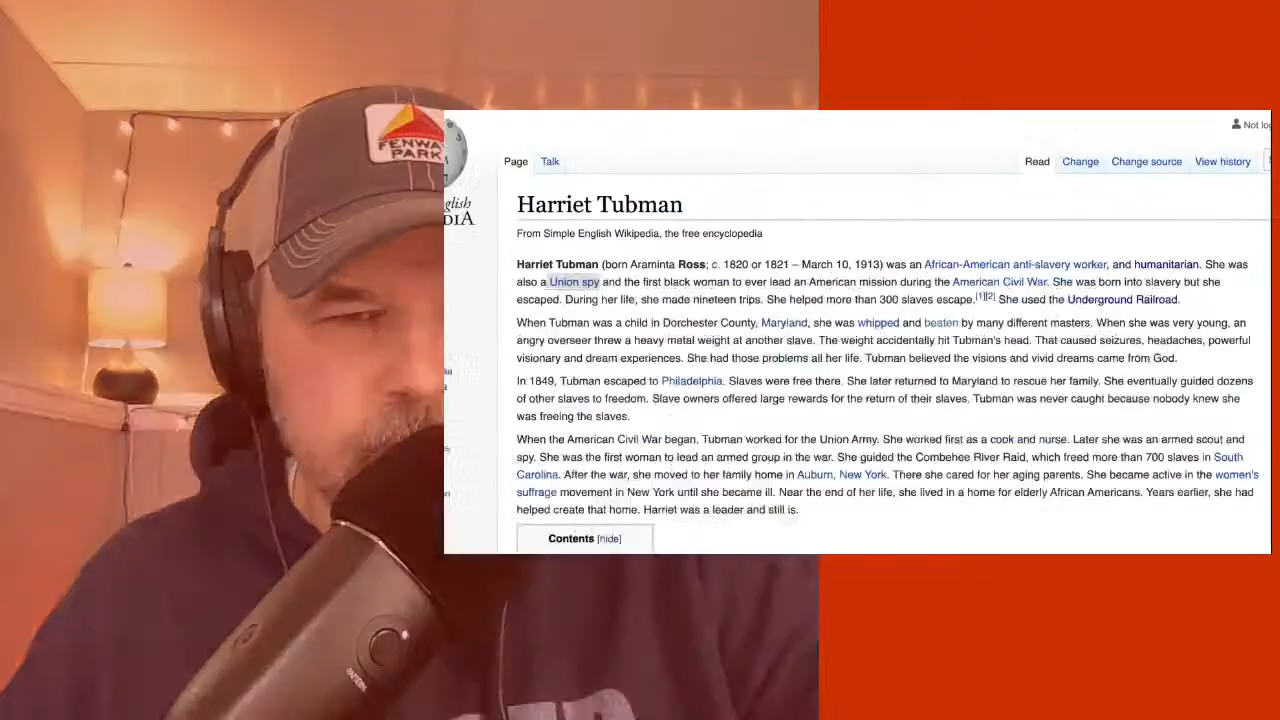 FENWA
PARK
Not log
Page Talk Read Change Change source View history
glish
DIA
Harriet Tubman
From Simple English Wikipedia, the free encyclopedia
Harriet Tubman (born Araminta Ross; c. 1820 or 1821 – March 10, 1913) was an African-American anti-slavery worker, and humanitarian. She was
also a Union spy and the first black woman to ever lead an American mission during the American Civil War. She was born into slavery but she
escaped. During her life, she made nineteen trips. She helped more than 300 slaves escape.[1][2] She used the Underground Railroad.
When Tubman was a child in Dorchester County, Maryland, she was whipped and beaten by many different masters. When she was very young, an
angry overseer threw a heavy metal weight at another slave. The weight accidentally hit Tubman's head. That caused seizures, headaches, powerful
visionary and dream experiences. She had those problems all her life. Tubman believed the visions and vivid dreams came from God.
In 1849, Tubman escaped to Philadelphia. Slaves were free there. She later returned to Maryland to rescue her family. She eventually guided dozens
of other slaves to freedom. Slave owners offered large rewards for the return of their slaves, Tubman was never caught because nobody knew she
was freeing the slaves.
When the American Civil War began, Tubman worked for the Union Army. She worked first as a cook and nurse. Later she was an armed scout and
spy. She was the first woman to lead an armed group in the war. She guided the Combehee River Raid, which freed more than 700 slaves in South
Carolina. After the war, she moved to her family home in Auburn, New York. There she cared for her aging parents. She became active in the women's
suffrage movement in New York until she became ill. Near the end of her life, she lived in a home for elderly African Americans. Years earlier, she had
helped create that home. Harriet was a leader and still is.
Contents [hide]